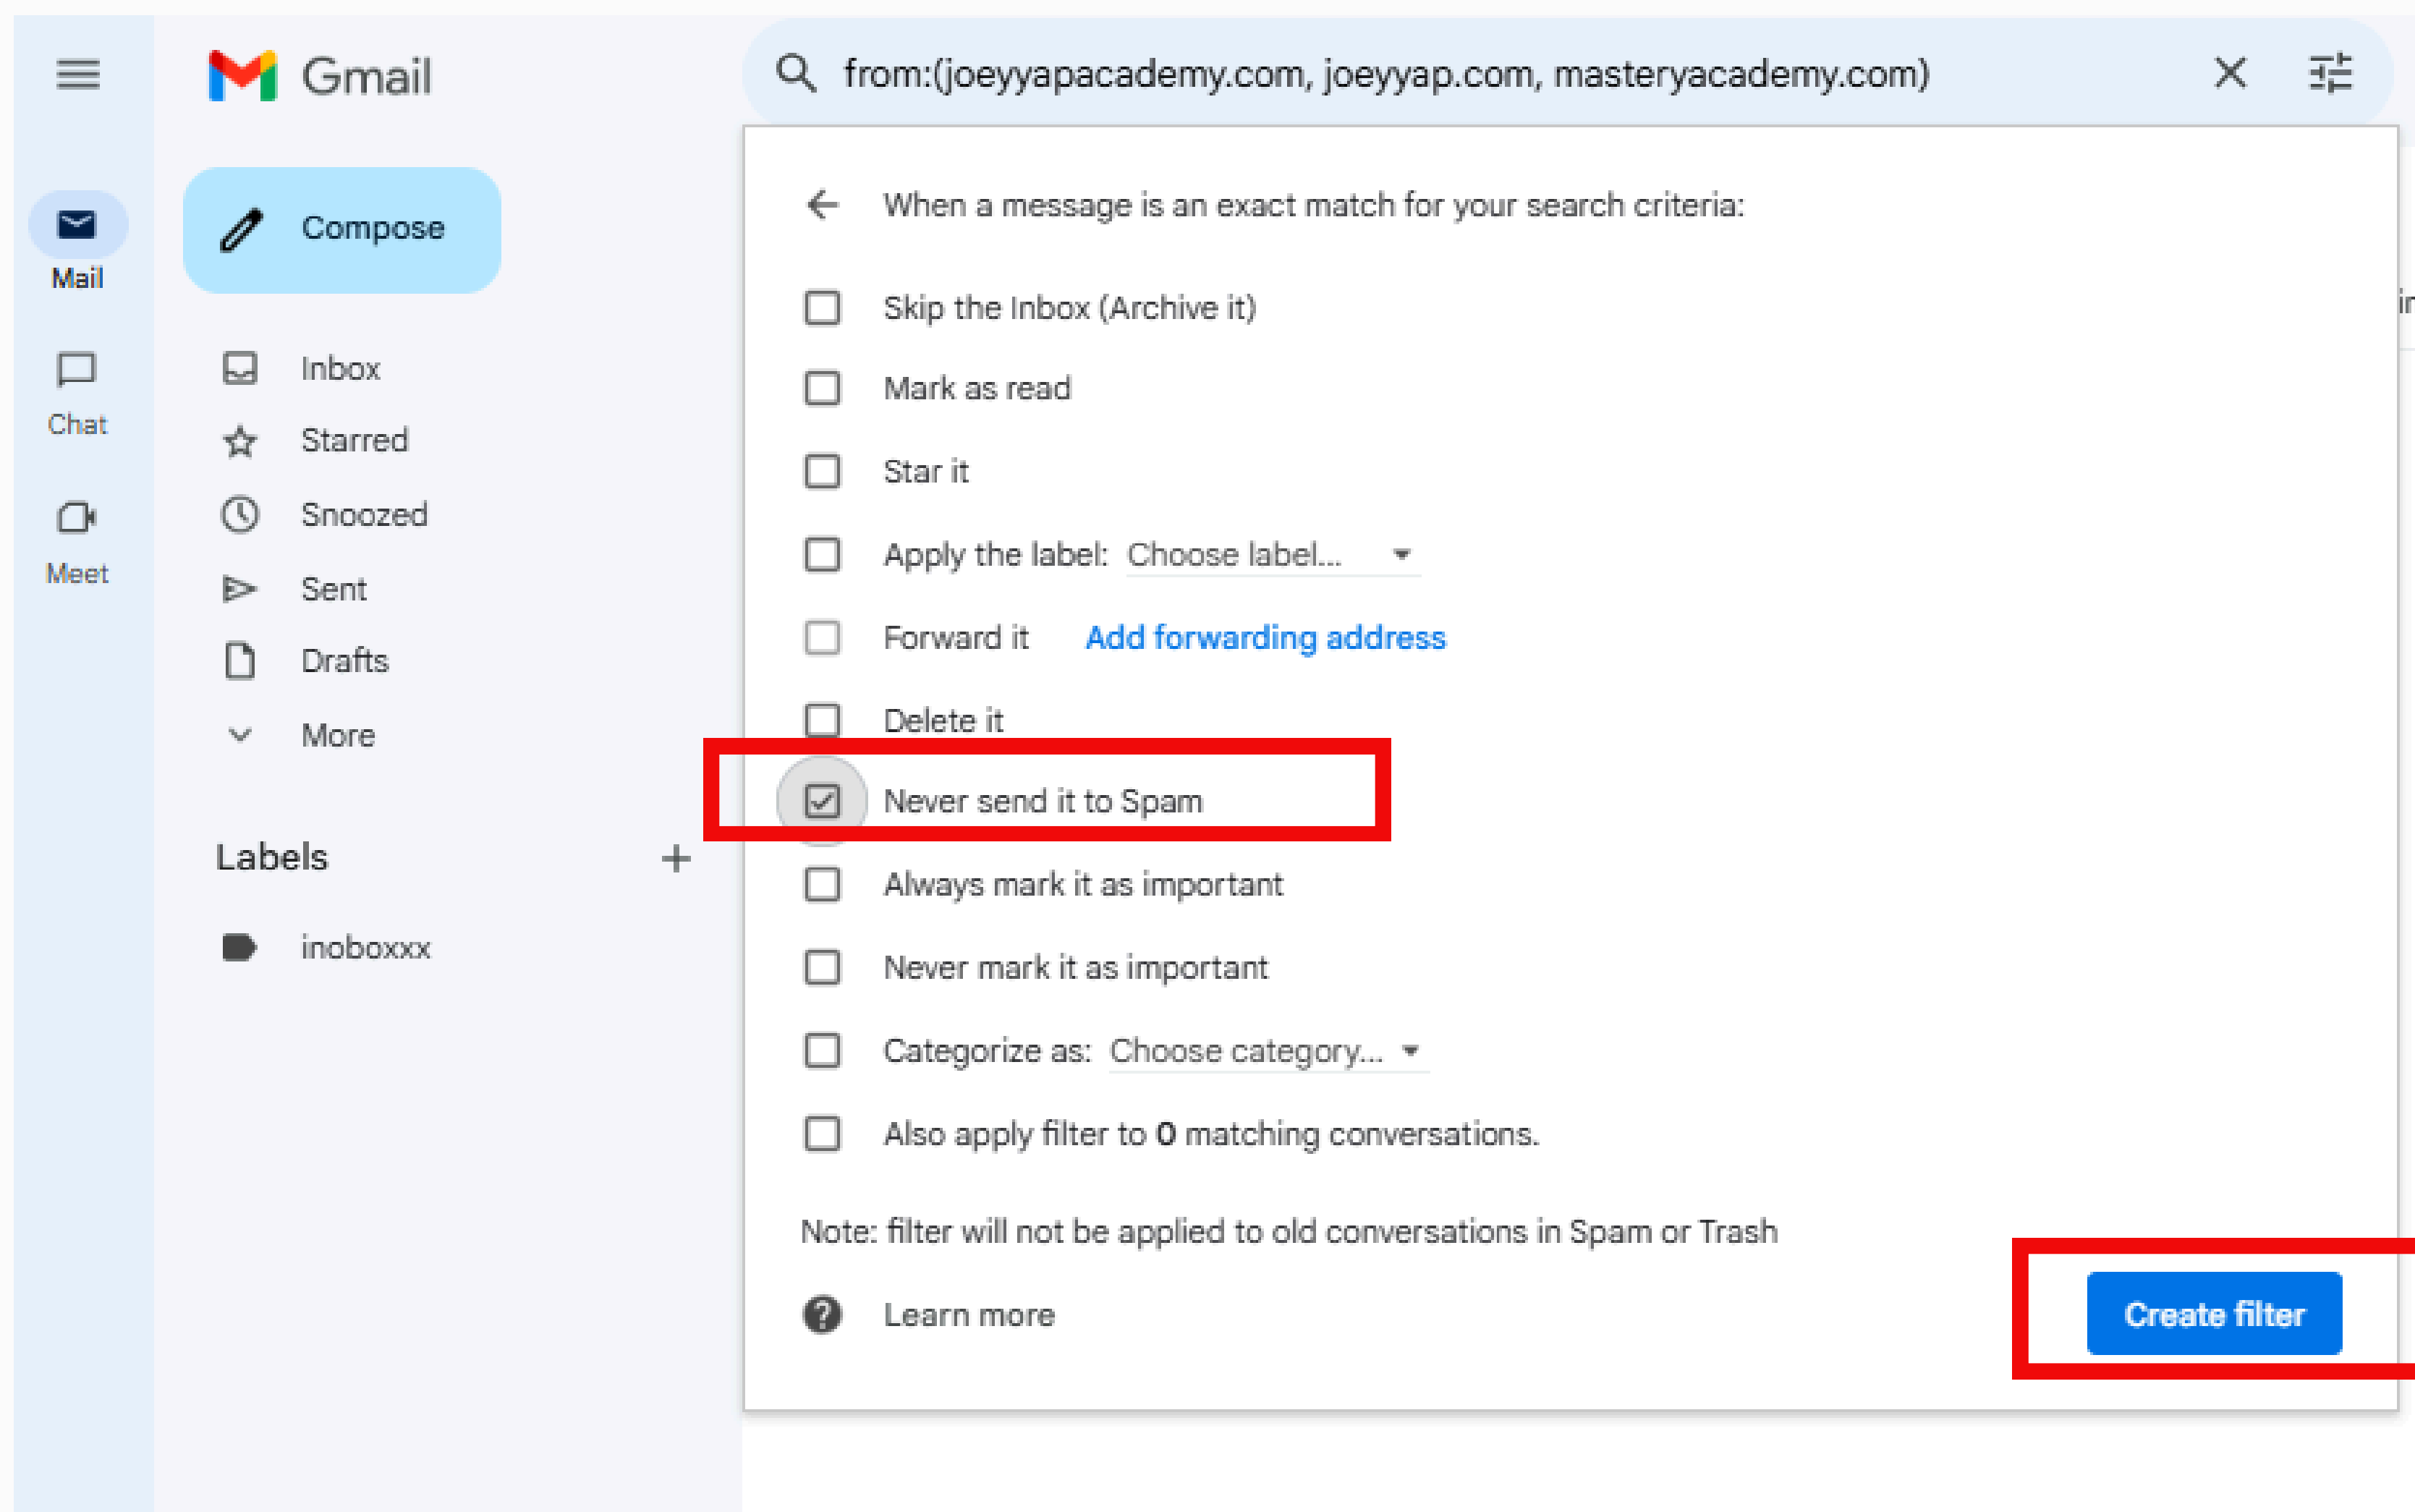 Gmail
from:(joeyyapacademy.com, joeyyap.com, masteryacademy.com)
Compose
Mail
Chat
Meet
Inbox
Starred
Snoozed
Sent
Drafts
More
Labels
inoboxxx
When a message is an exact match for your search criteria:
Skip the Inbox (Archive it)
Mark as read
Star it
Apply the label: Choose label...
Forward it Add forwarding address
Delete it
Never send it to Spam
Always mark it as important
Never mark it as important
Categorize as: Choose category...
Also apply filter to 0 matching conversations.
Note: filter will not be applied to old conversations in Spam or Trash
Learn more
Create filter